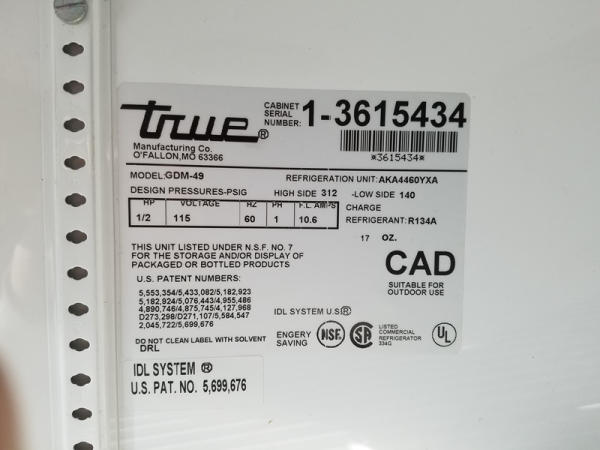 true®
Manufacturing Co.
O'FALLON,MO 63366
CABINET SERIAL NUMBER: 1-3615434
*3615434*
MODEL:GDM-49
REFRIGERATION UNIT:AKA4460YXA
DESIGN PRESSURES-PSIG HIGH SIDE 312 -LOW SIDE 140
HP VOLTAGE HZ PH F.L. AMPS
1/2 115 60 1 10.6
CHARGE
REFRIGERANT: R134A
17 OZ.
THIS UNIT LISTED UNDER N.S.F. NO. 7
FOR THE STORAGE AND/OR DISPLAY OF
PACKAGED OR BOTTLED PRODUCTS
CAD
SUITABLE FOR
OUTDOOR USE
U.S. PATENT NUMBERS:
5,553,354/5,433,082/5,182,923
5,182,924/5,076,443/4,955,486
4,890,746/4,875,745/4,127,968
D273,298/D271,107/5,584,547
2,045,722/5,699,676
IDL SYSTEM U.S®
DO NOT CLEAN LABEL WITH SOLVENT
DRL
ENGERY
SAVING
NSF®
SA
LISTED
COMMERCIAL
REFRIGERATOR
334G
UL
IDL SYSTEM ®
U.S. PAT. NO. 5,699,676